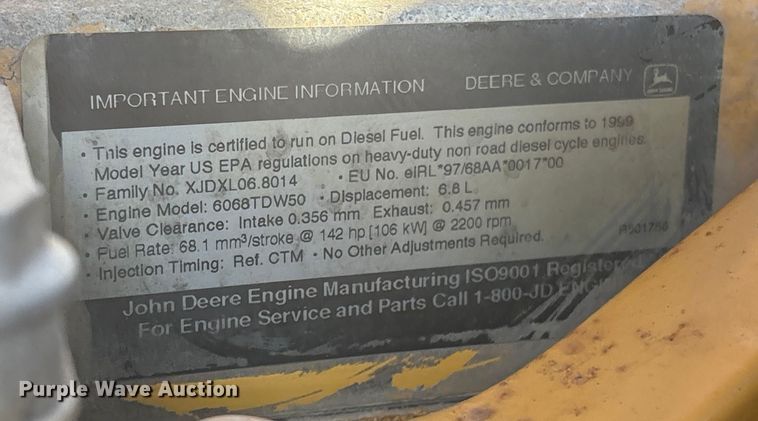 IMPORTANT ENGINE INFORMATION DEERE & COMPANY
JOHN DEERE
• This engine is certified to run on Diesel Fuel. This engine conforms to 1999
Model Year US EPA regulations on heavy-duty non road diesel cycle engines.
• Family No. XJDXL06.8014 • EU No. eIRL*97/68AA*0017*00
• Engine Model: 6068TDW50 • Displacement: 6.8 L
• Valve Clearance: Intake 0.356 mm Exhaust: 0.457 mm
• Fuel Rate: 68.1 mm³/stroke @ 142 hp [106 kW] @ 2200 rpm
• Injection Timing: Ref. CTM • No Other Adjustments Required.
John Deere Engine Manufacturing ISO9001 Registered
For Engine Service and Parts Call 1-800-JD
Purple Wave Auction